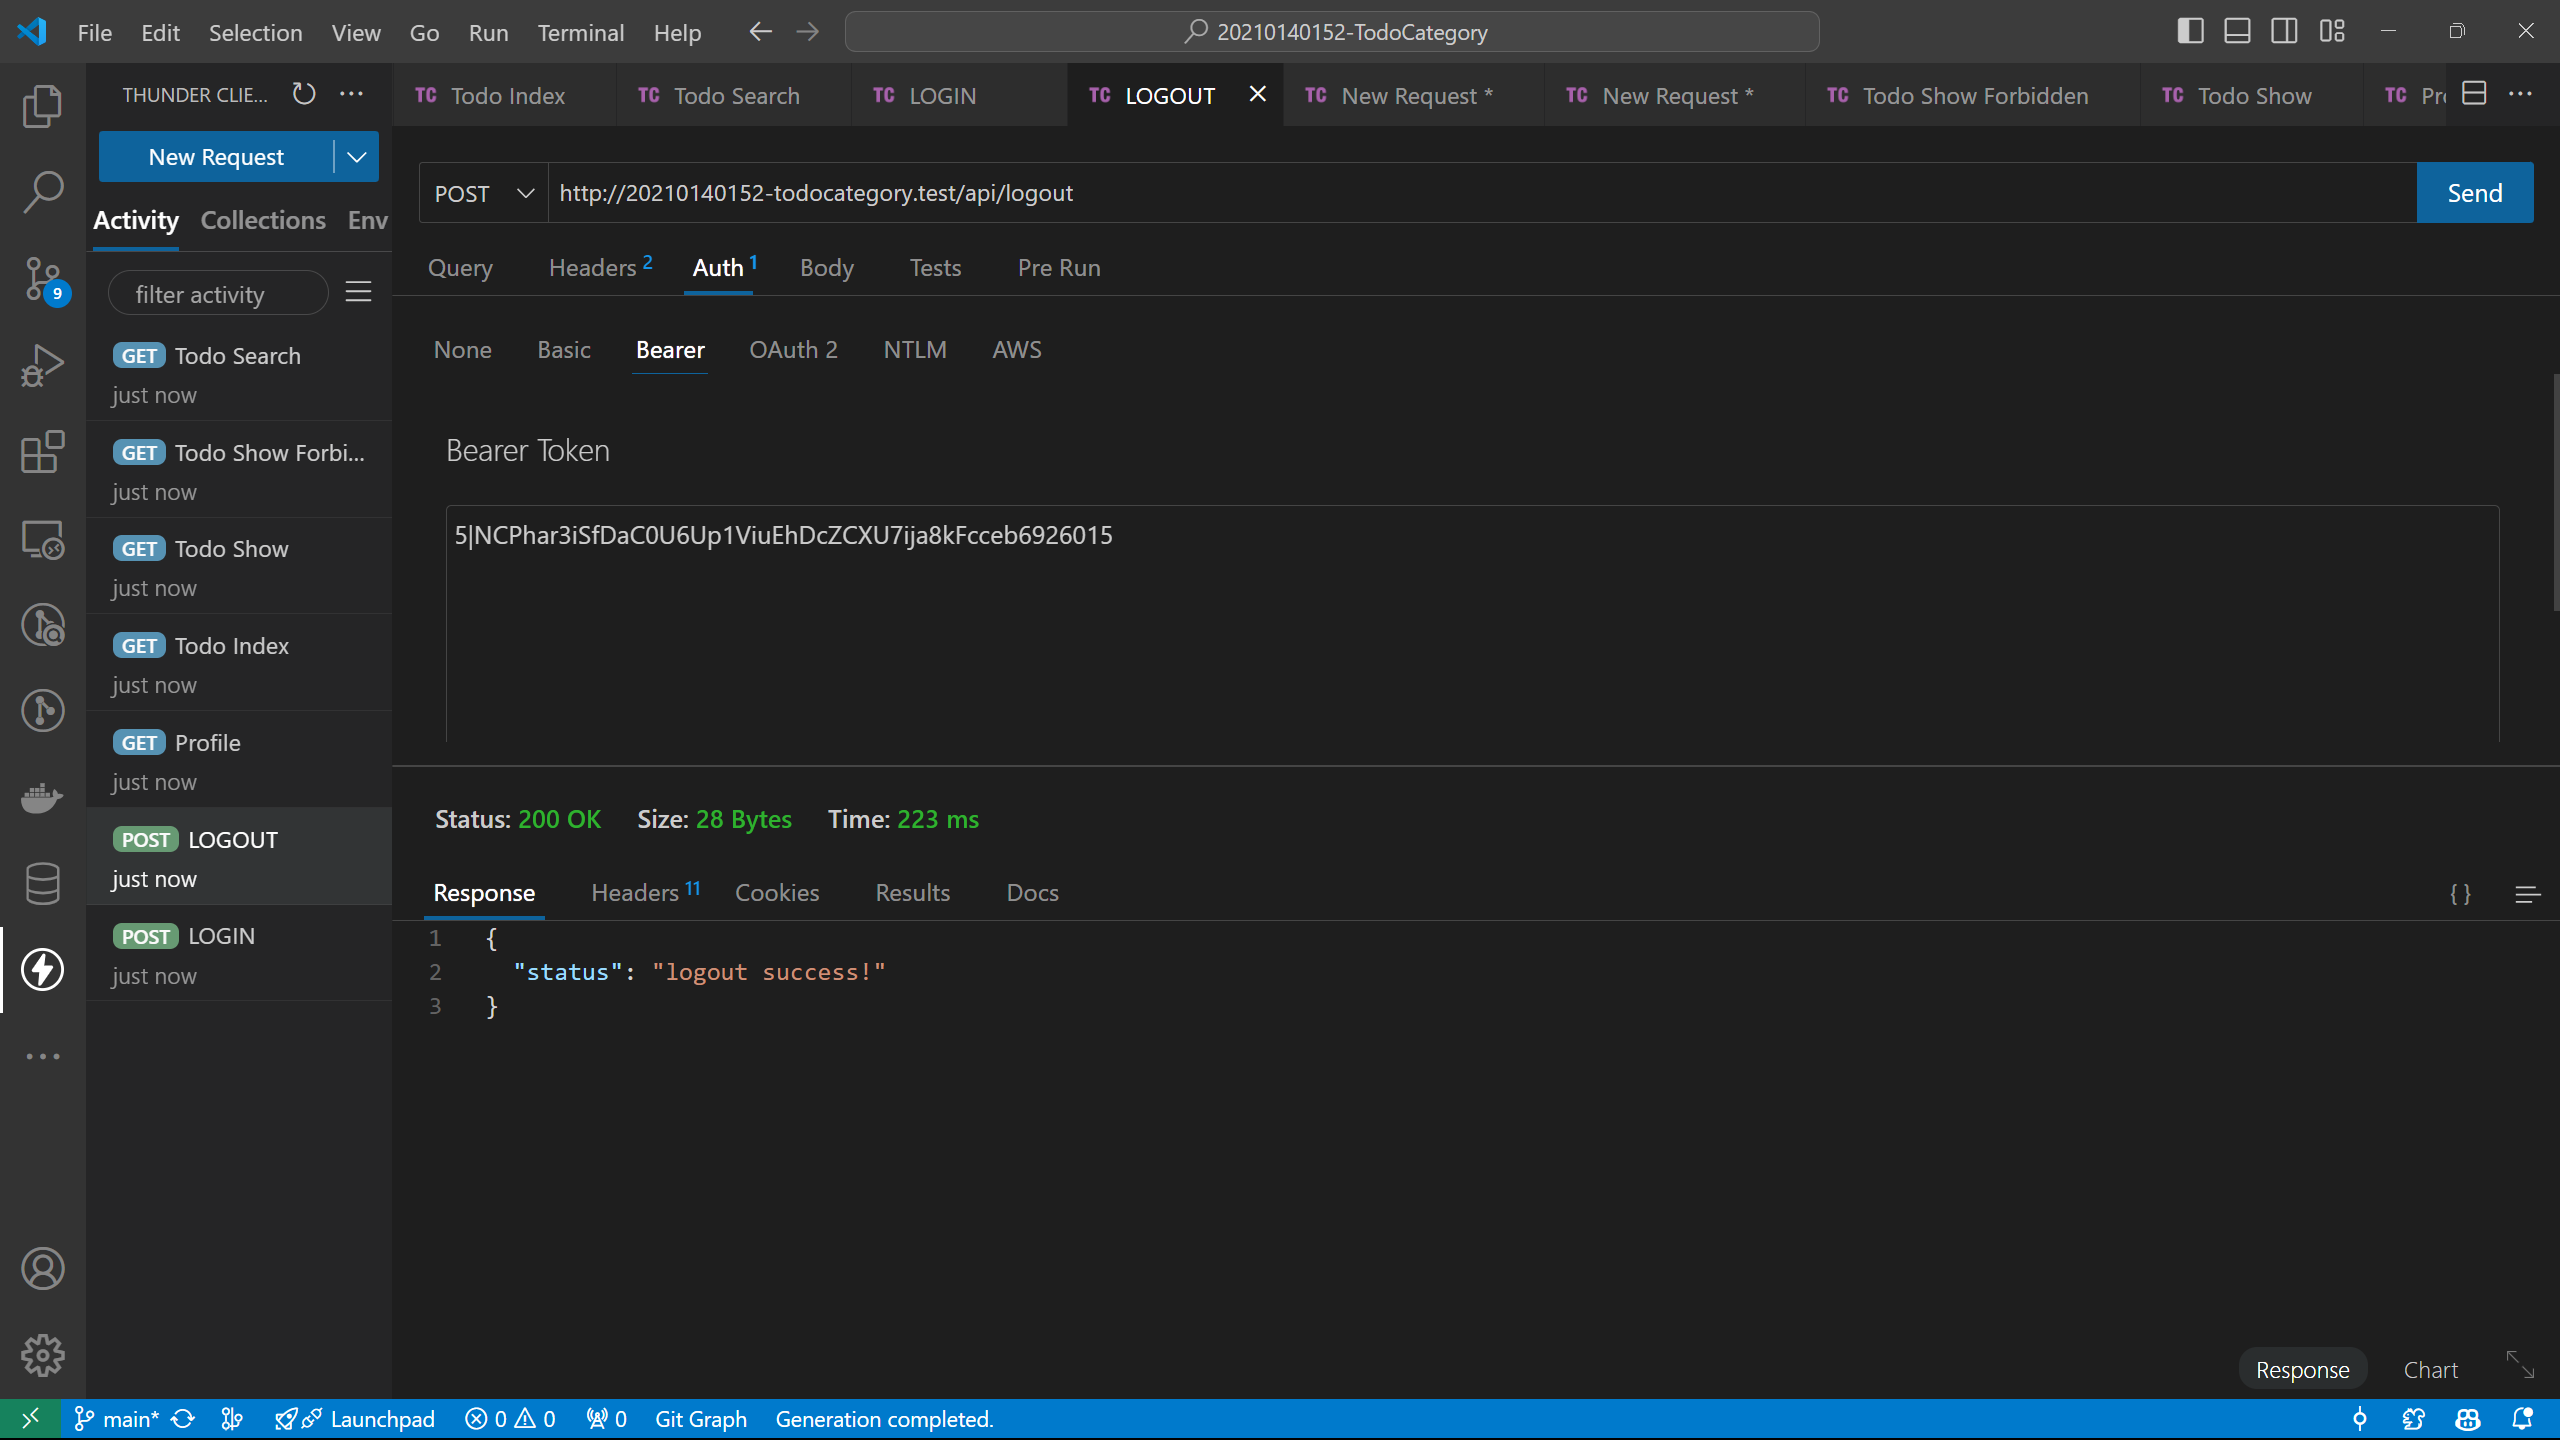 File Edit Selection View Go Run Terminal Help
20210140152-TodoCategory
THUNDER CLIE...
TC Todo Index
TC Todo Search
TC LOGIN
TC LOGOUT
TC New Request *
TC New Request *
TC Todo Show Forbidden
TC Todo Show
TC Pr
New Request
POST http://20210140152-todocategory.test/api/logout Send
Activity Collections Env
Query Headers 2 Auth 1 Body Tests Pre Run
filter activity
None Basic Bearer OAuth 2 NTLM AWS
GET Todo Search
just now
GET Todo Show Forbi...
just now
GET Todo Show
just now
GET Todo Index
just now
GET Profile
just now
POST LOGOUT
just now
POST LOGIN
just now
Bearer Token
5|NCPhar3iSfDaC0U6Up1ViuEhDcZCXU7ija8kFcceb6926015
Status: 200 OK Size: 28 Bytes Time: 223 ms
Response Headers 11 Cookies Results Docs
{}
1 {
2 "status": "logout success!"
3 }
9
Response Chart
main* Launchpad 0 0 0 Git Graph Generation completed.